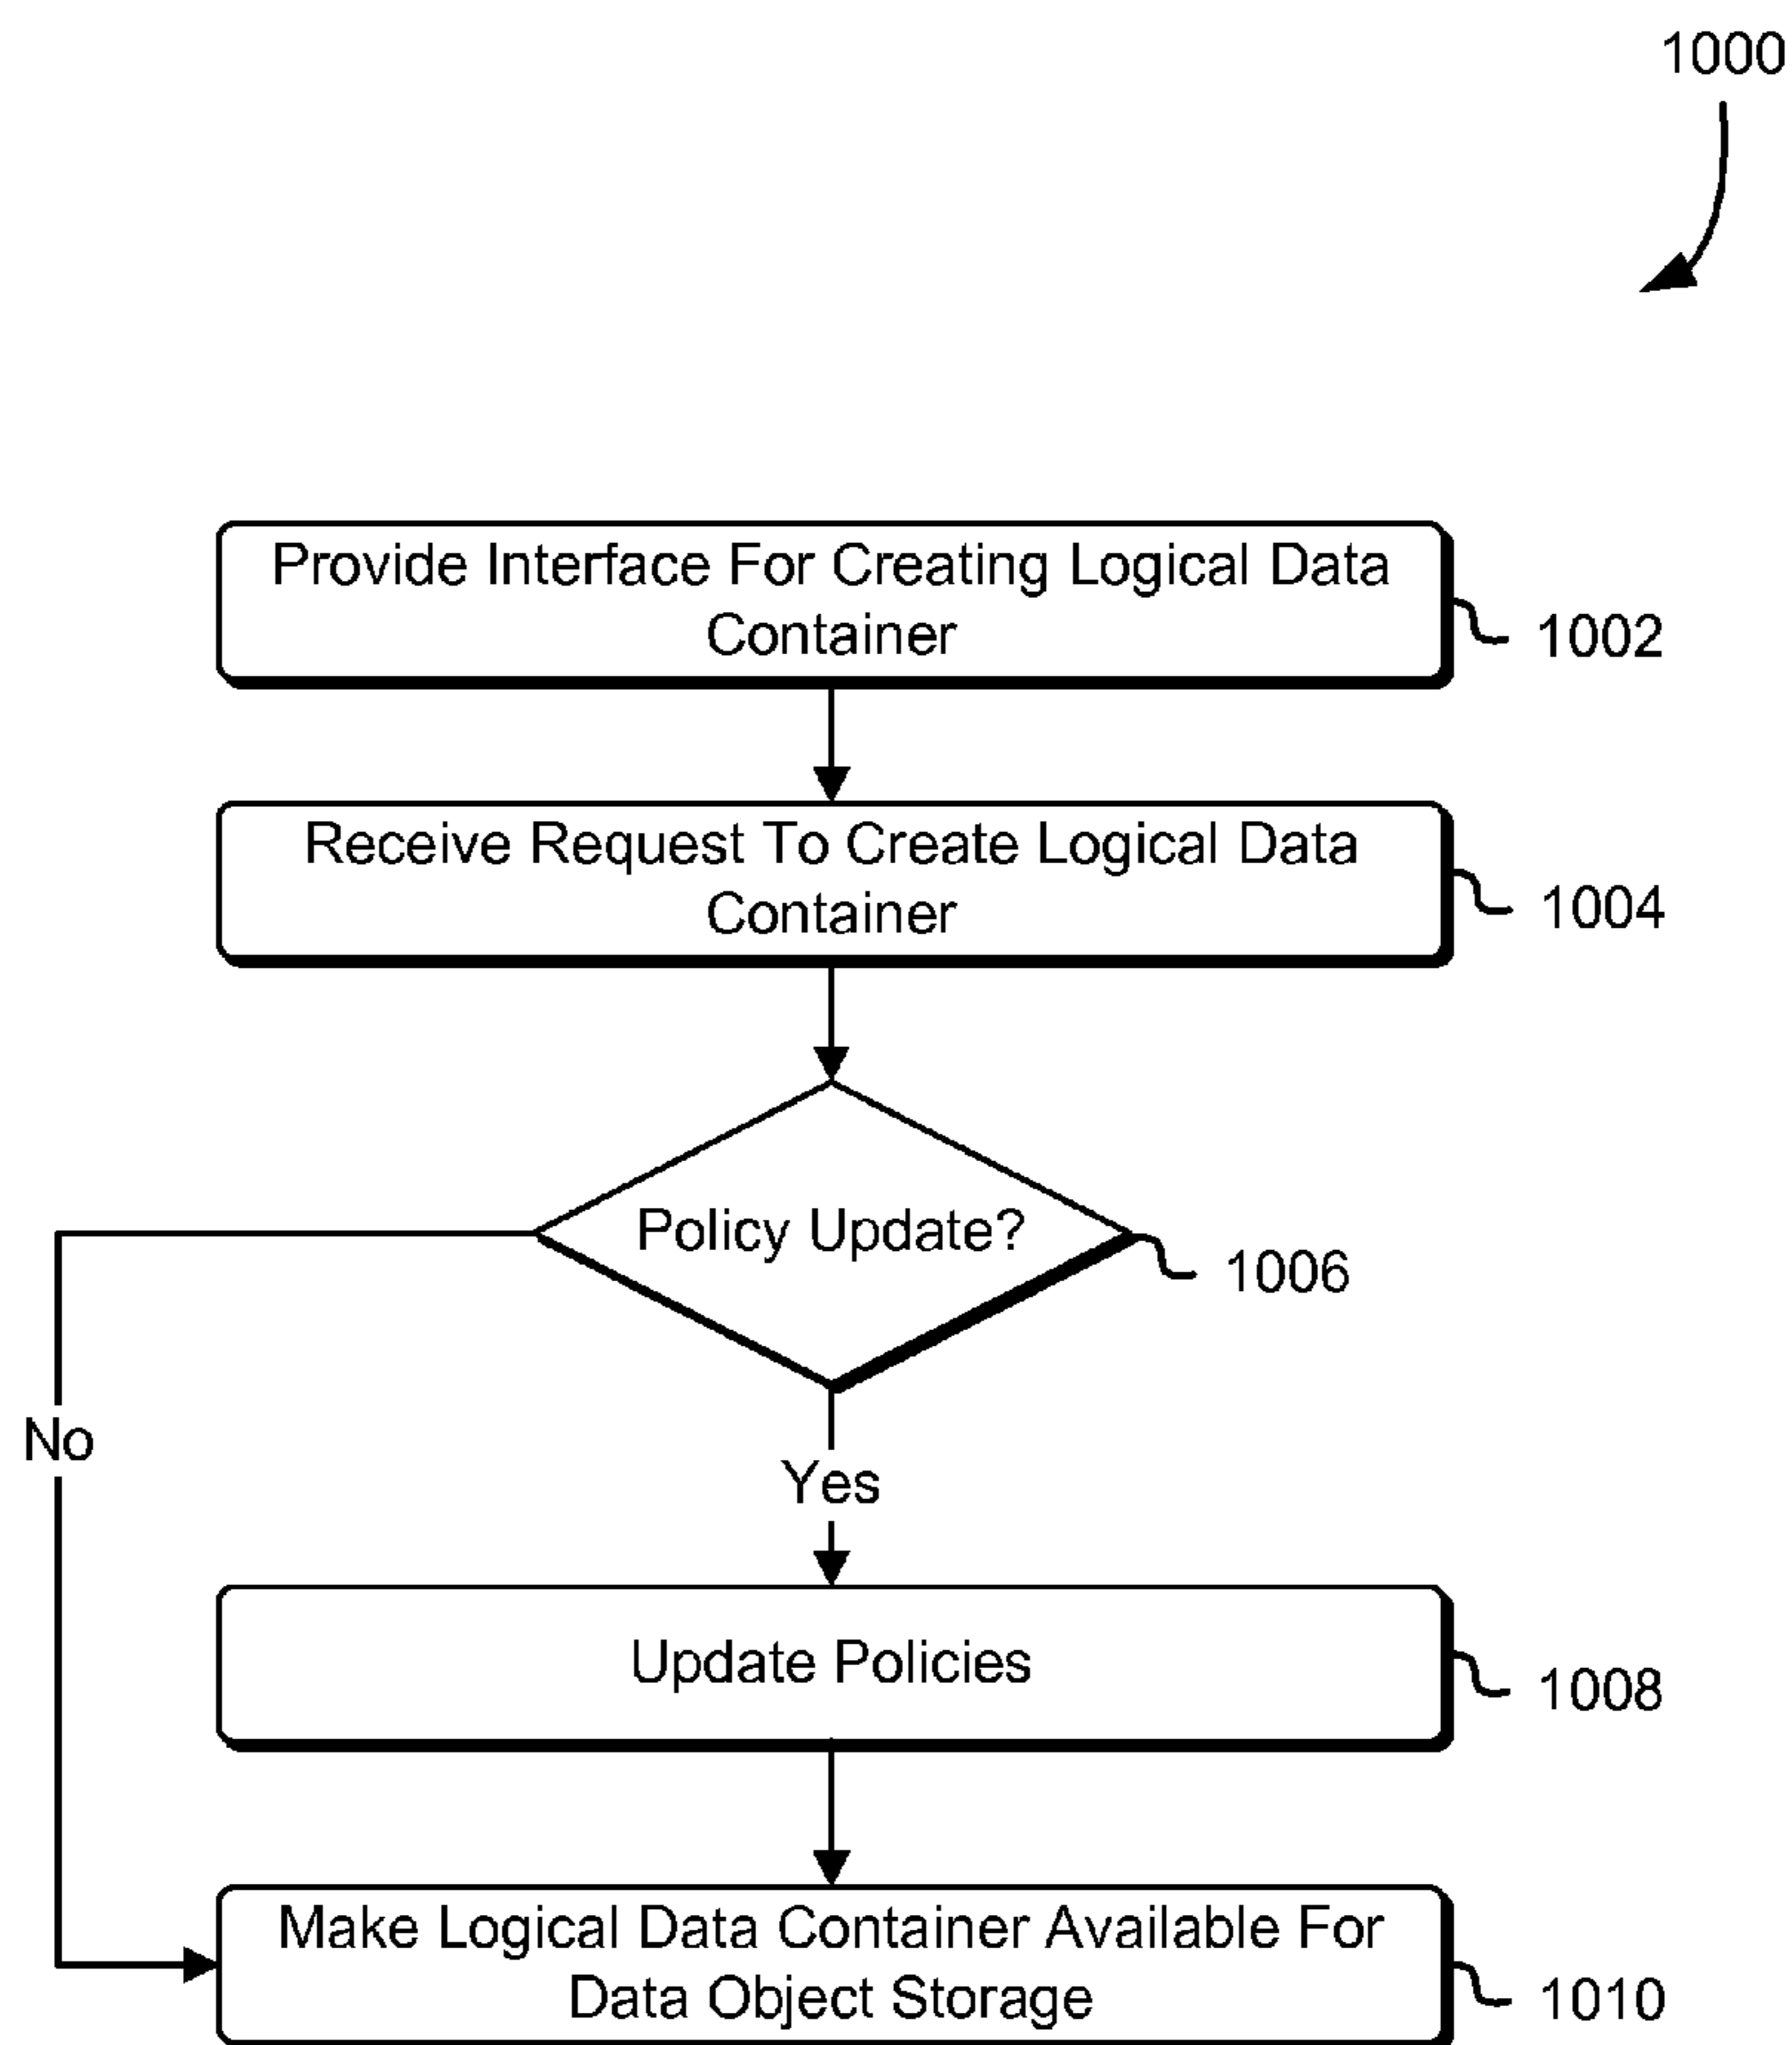 1000
Provide Interface For Creating Logical Data
Container
1002
Receive Request To Create Logical Data
Container
1004
Policy Update?
1006
No
Yes
Update Policies
1008
Make Logical Data Container Available For
Data Object Storage
1010